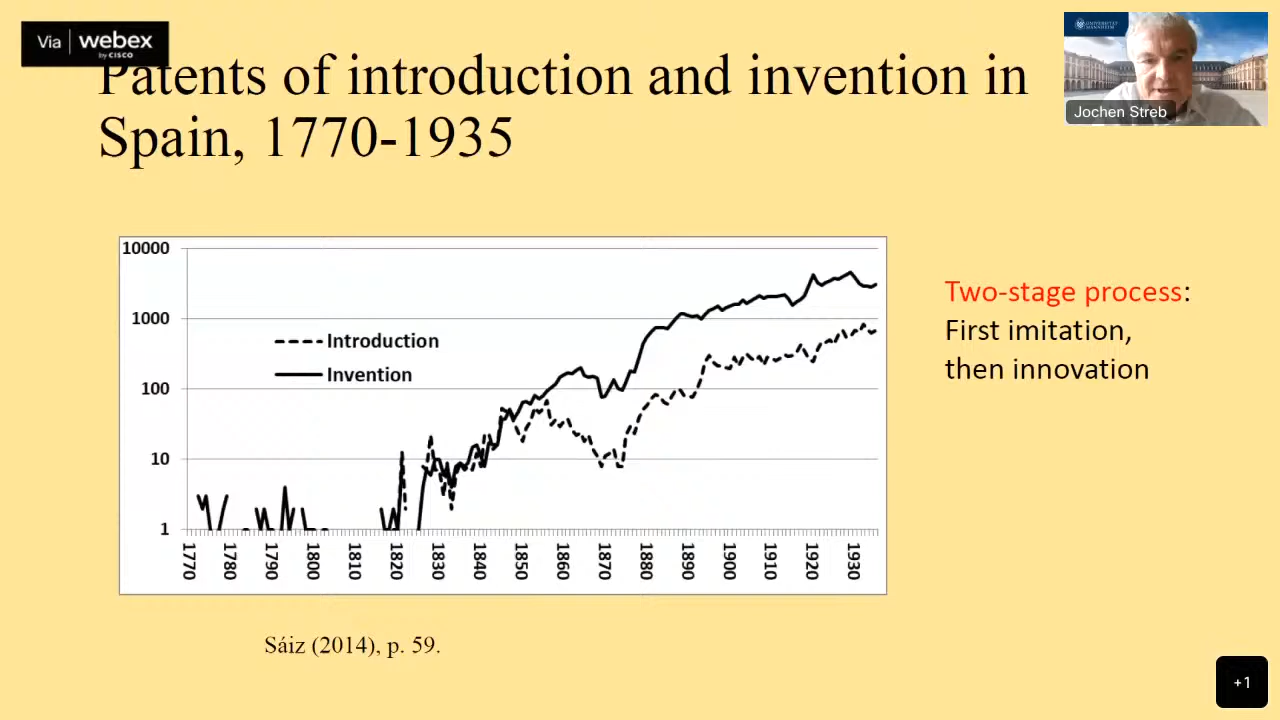 Via webex
by CISCO
Patents of introduction and invention in
Spain, 1770-1935
UNIVERSITÄT
MANNHEIM
Jochen Streb
10000
1000
100
10
1
Introduction
Invention
1770 1780 1790 1800 1810 1820 1830 1840 1850 1860 1870 1880 1890 1900 1910 1920 1930
Two-stage process:
First imitation,
then innovation
Sáiz (2014), p. 59.
+1